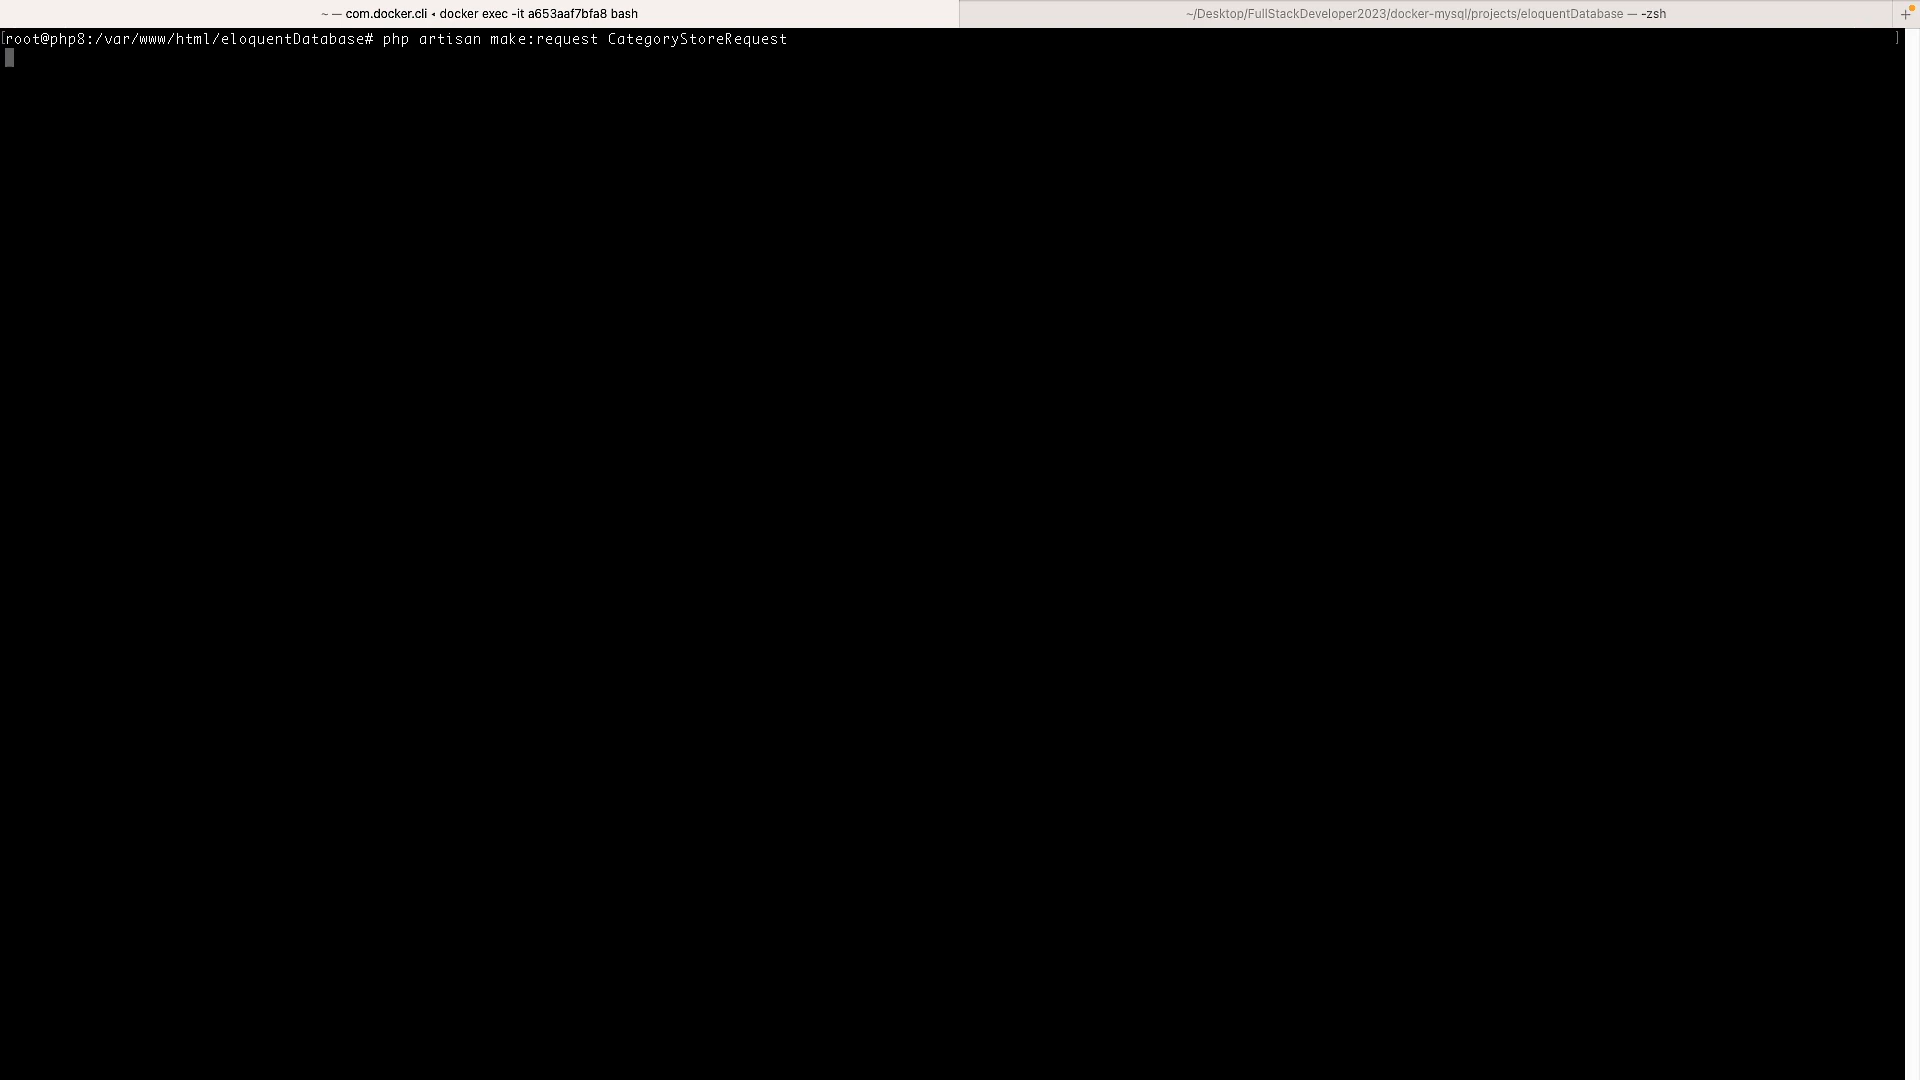 ~ — com.docker.cli • docker exec -it a653aaf7bfa8 bash
~/Desktop/FullStackDeveloper2023/docker-mysql/projects/eloquentDatabase — -zsh
+
[root@php8:/var/www/html/eloquentDatabase# php artisan make:request CategoryStoreRequest ]